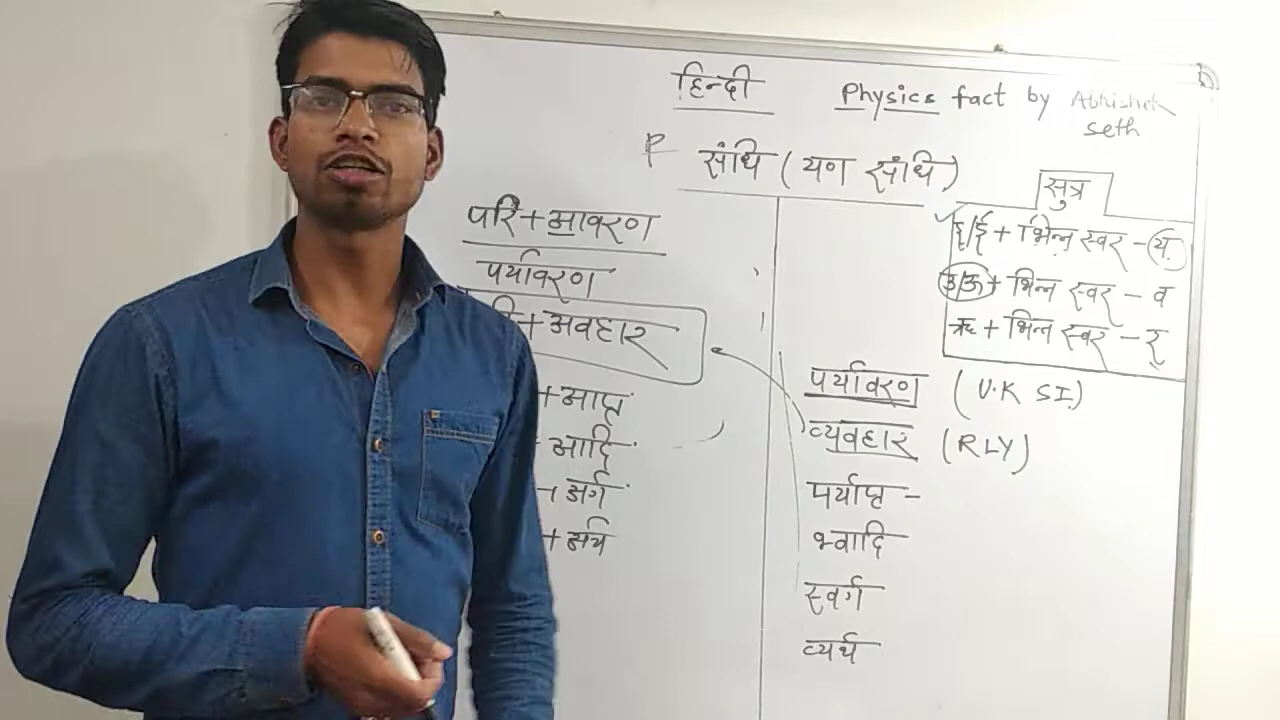 हिन्दी
Physics fact by Abhishek
seth
संधि (यण संधि)
सुत्र
इ/ई + भिन्न स्वर - य
उ/ऊ + भिन्न स्वर - व
ऋ + भिन्न स्वर - र्
परि + आवरण
पर्यावरण
+ अवहार
+ आप्त
+ आदि
+ अर्ग
+ अर्थ
पर्यावरण (U.K SI.)
व्यवहार (RLY)
पर्याप्त -
भ्वादि
स्वर्ग
व्यर्थ